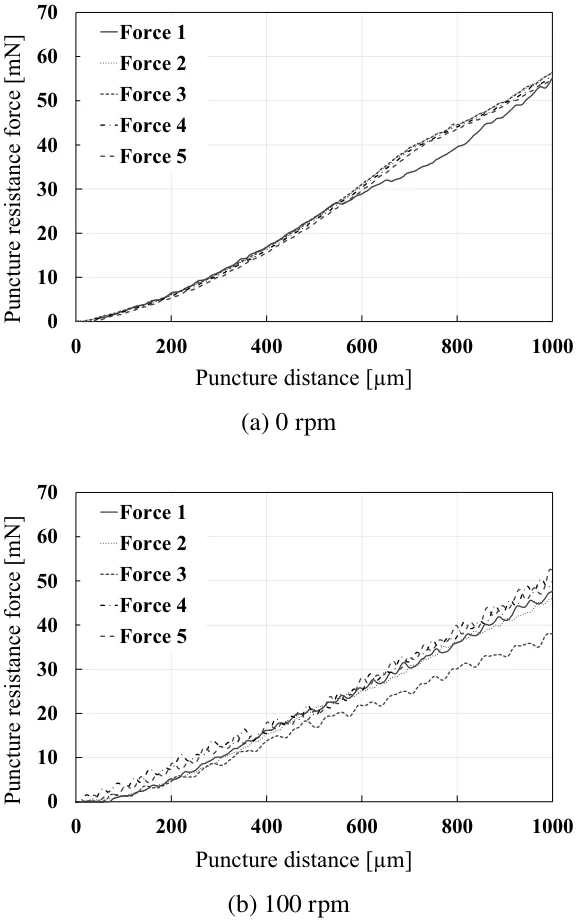 70
60
50
40
30
20
10
0
Puncture resistance force [mN]
Force 1
Force 2
Force 3
Force 4
Force 5
0 200 400 600 800 1000
Puncture distance [µm]
(a) 0 rpm
70
60
50
40
30
20
10
0
Puncture resistance force [mN]
Force 1
Force 2
Force 3
Force 4
Force 5
0 200 400 600 800 1000
Puncture distance [µm]
(b) 100 rpm